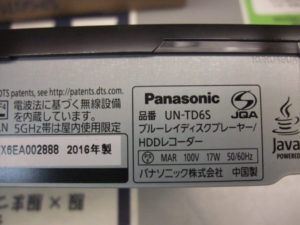 DTS patents, see http://patents.dts.com.
電波法に基づく無線設備
を内蔵しています。
AN 5GHz帯は屋内使用限定
X6EA002888 2016年製
Panasonic
品番 UN-TD6S
ブルーレイディスクプレーヤー/
HDDレコーダー
MAR 100V 17W 50/60Hz
パナソニック株式会社 中国製
JQA
Java
POWERED